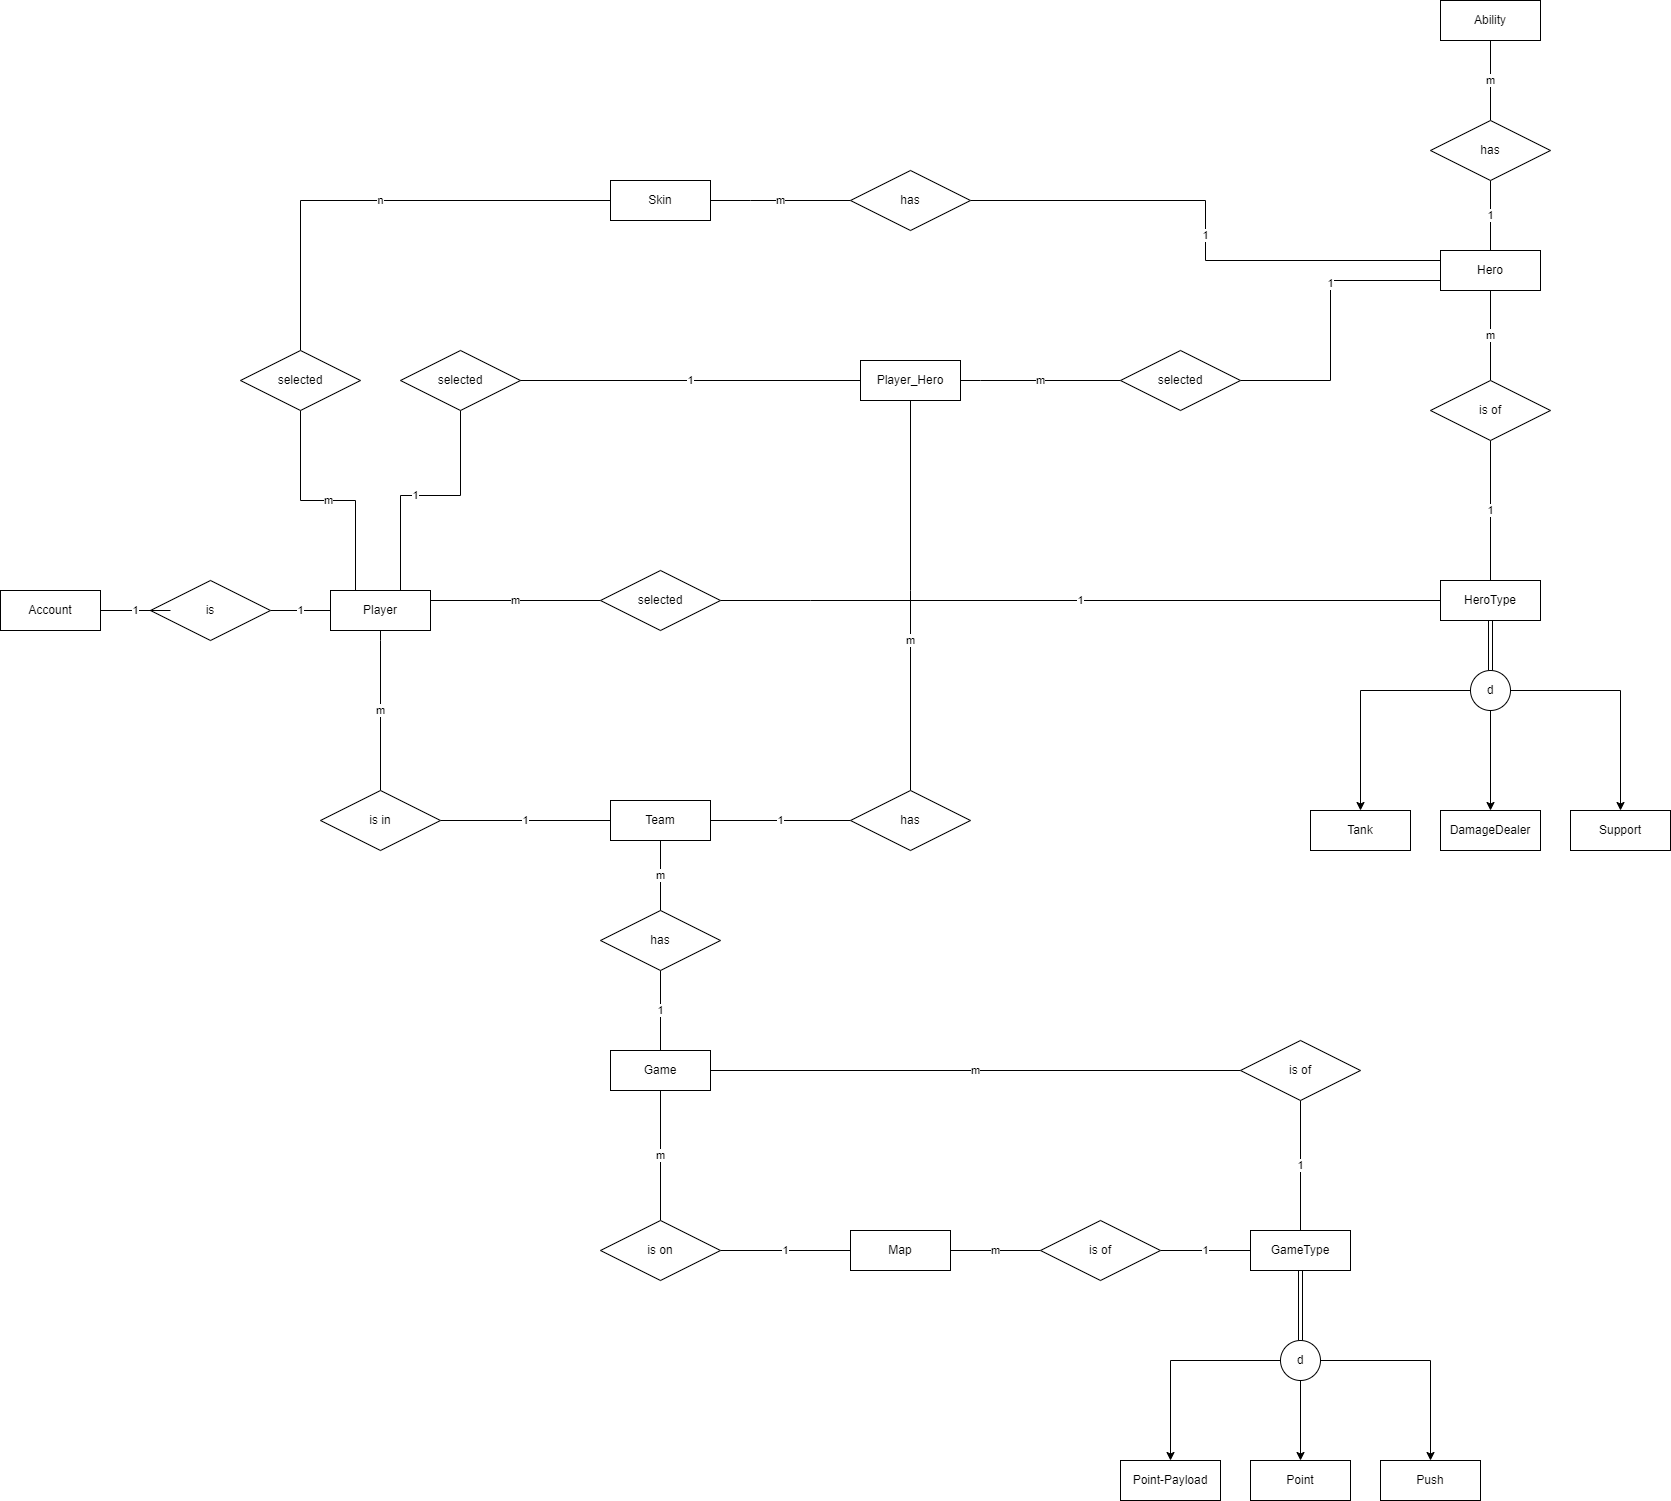 Ability
m
has
1
n
Skin
m
has
1
Hero
1
m
selected
selected
1
Player_Hero
m
selected
is of
m
1
1
Account
1
is
1
Player
m
selected
1
HeroType
m
m
d
is in
1
Team
1
has
Tank
DamageDealer
Support
m
has
1
Game
m
is of
m
1
is on
1
Map
m
is of
1
GameType
d
Point-Payload
Point
Push